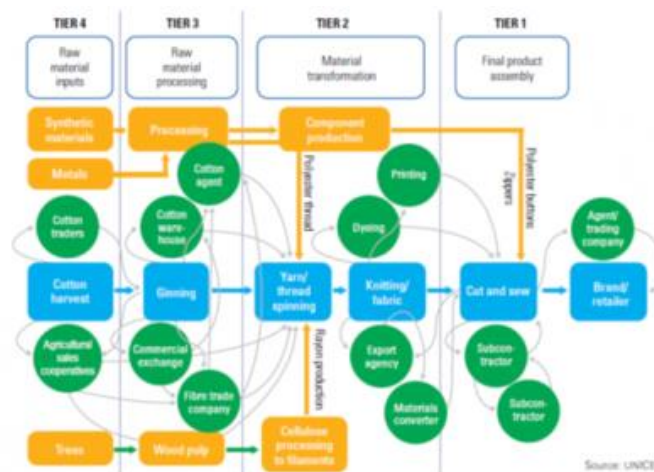 TIER 4
TIER 3
TIER 2
TIER 1
Raw
material
inputs
Raw
material
processing
Material
transformation
Final product
assembly
Synthetic
materials
Processing
Component
production
Metals
Cotton
agent
Polyester thread
Printing
Polyester buttons
Zippers
Cotton
traders
Cotton
ware-
house
Dyeing
Agent/
trading
company
Cotton
harvest
Ginning
Yarn/
thread
spinning
Knitting/
fabric
Cut and sew
Brand/
retailer
Agricultural
sales
cooperatives
Commercial
exchange
Fibre trade
company
Rayon production
Export
agency
Materials
converter
Subcon-
tractor
Subcon-
tractor
Trees
Wood pulp
Cellulose
processing
to filaments
Source: UNICE